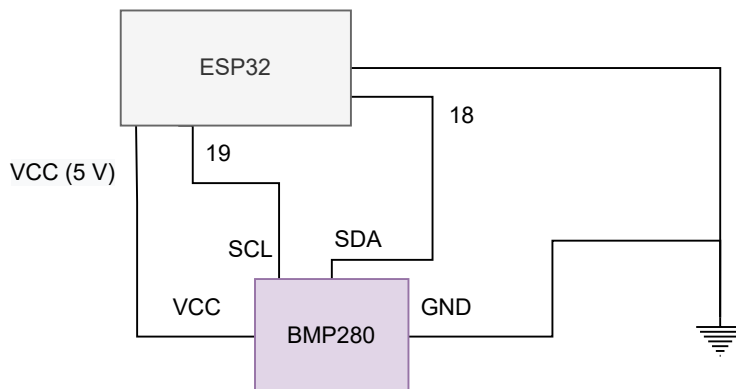 ESP32
18
19
VCC (5 V)
SDA
SCL
VCC
GND
BMP280